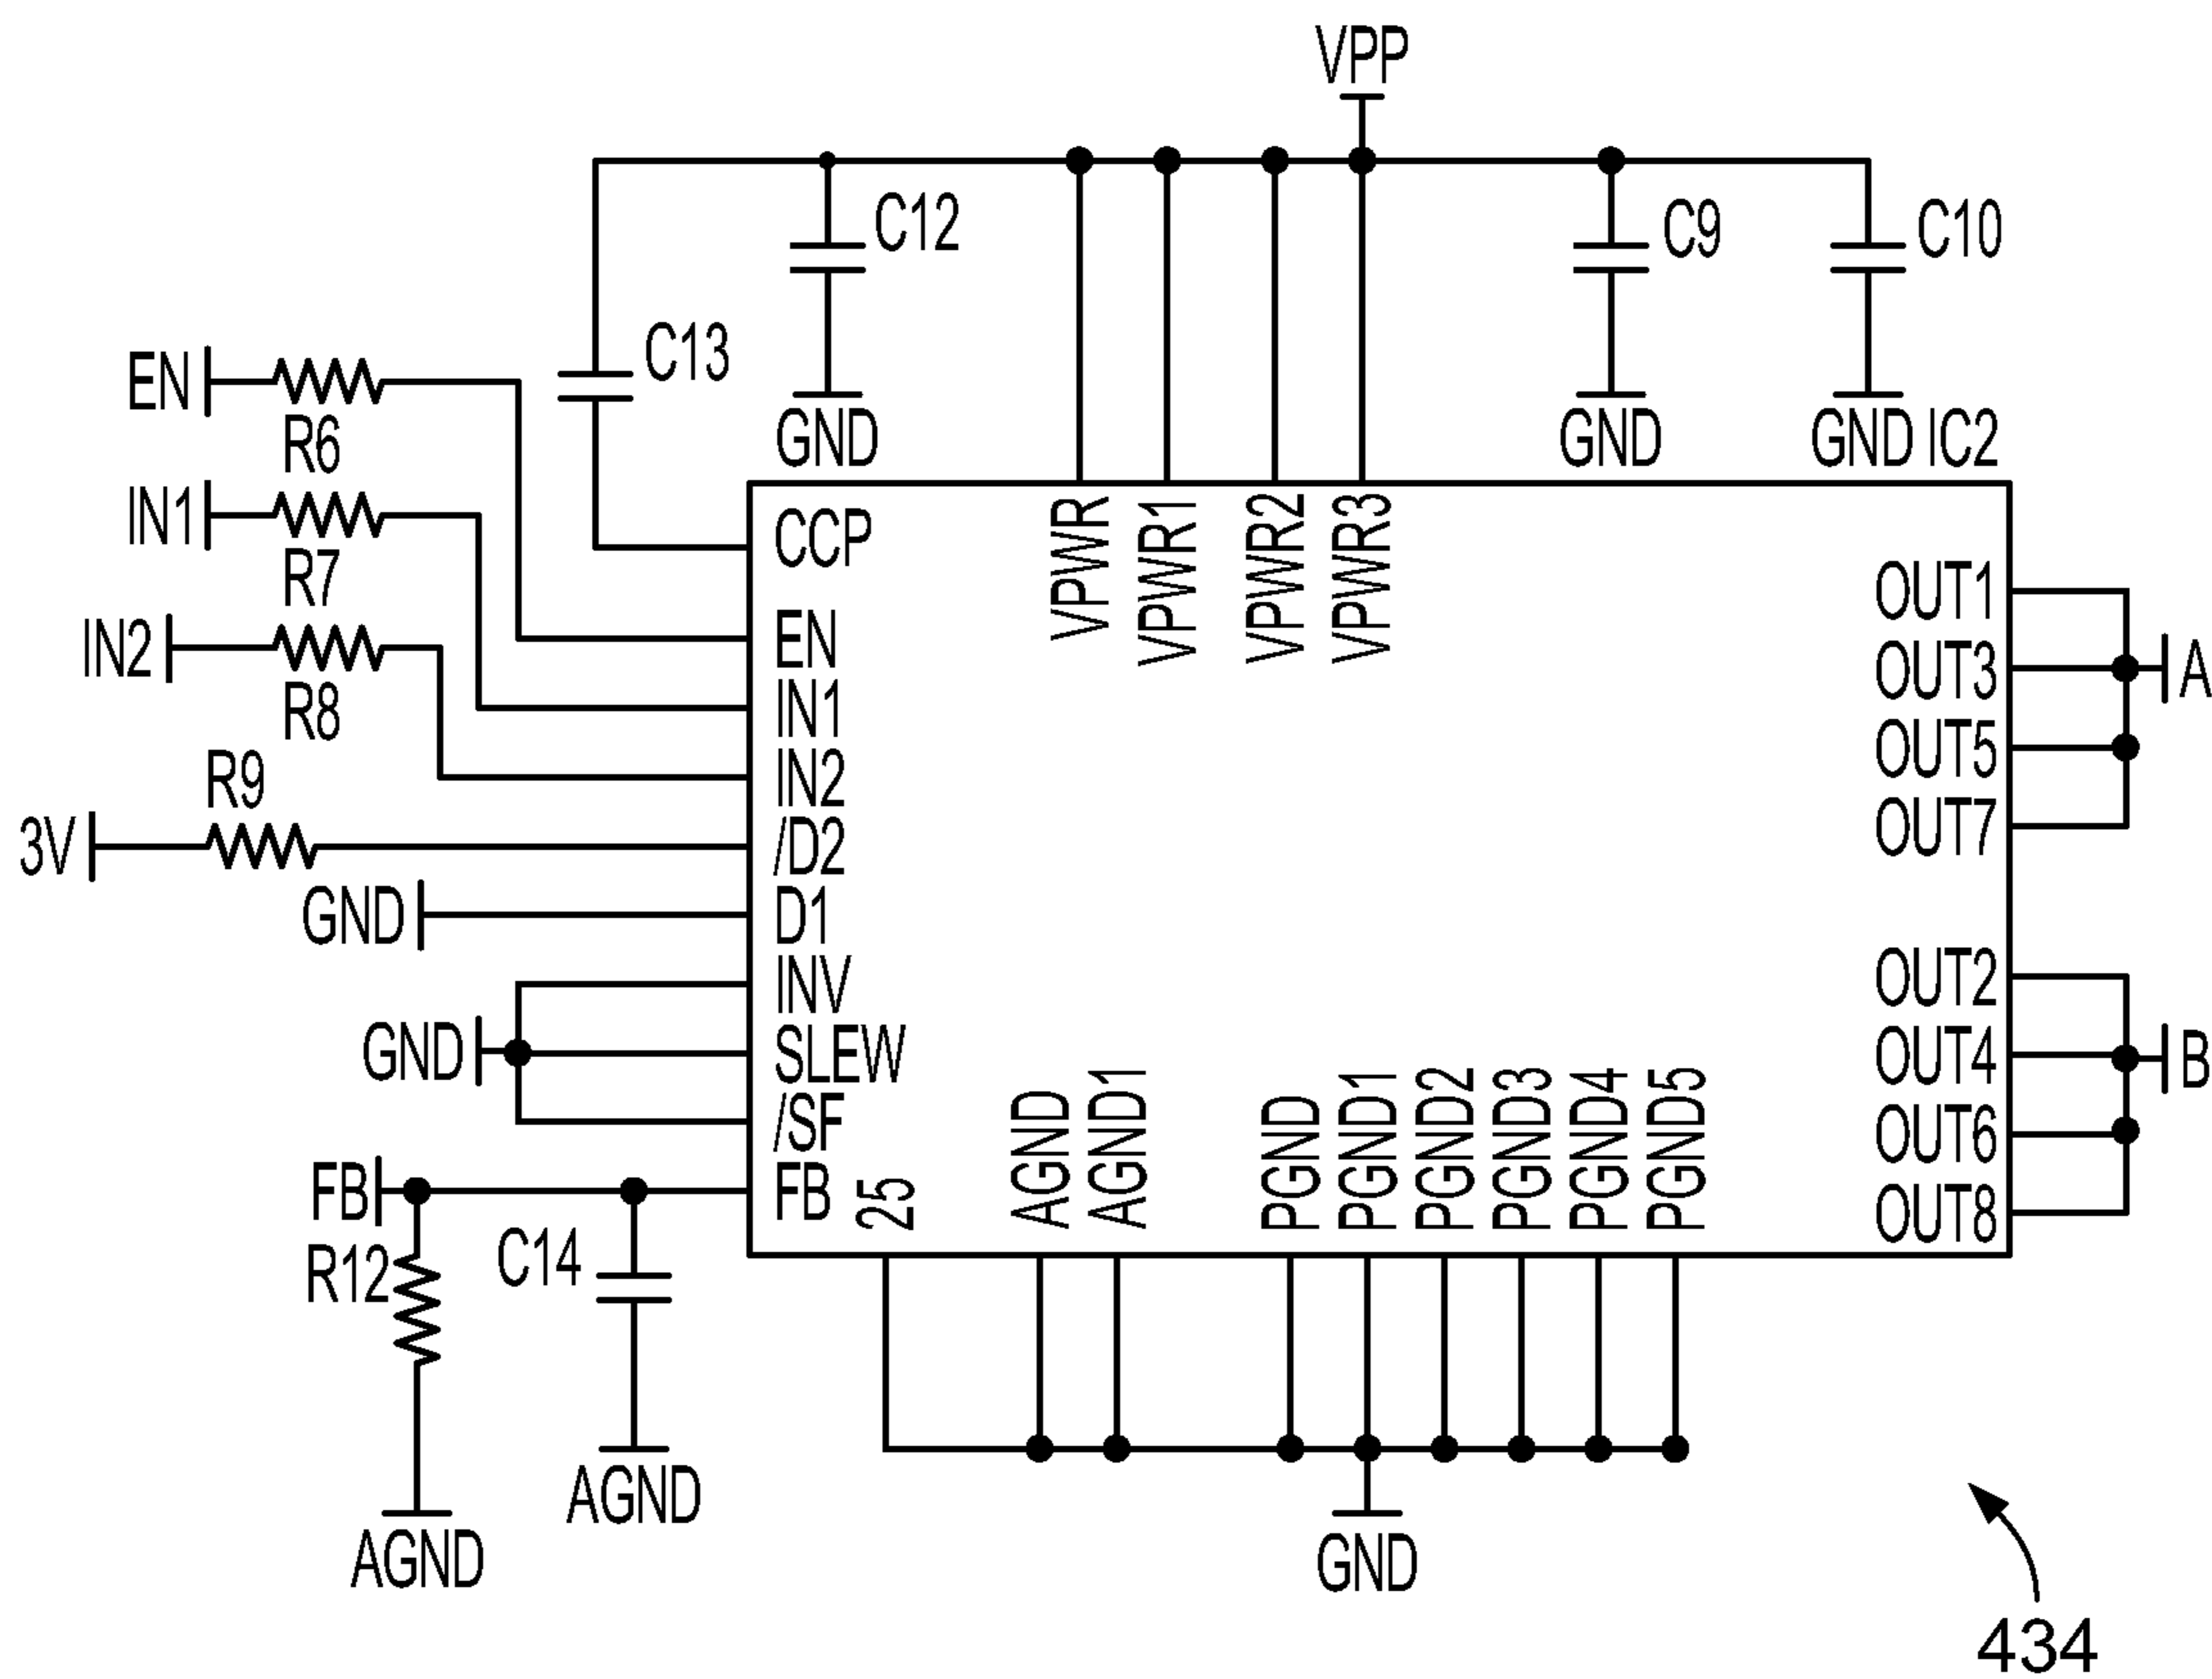 VPP
C12
C9
C10
C13
EN
R6
GND
GND
GND IC2
IN1
R7
IN2
R8
R9
3V
GND
GND
FB
R12
C14
AGND
AGND
CCP
EN
IN1
IN2
/D2
D1
INV
SLEW
/SF
FB
25
VPWR
VPWR1
VPWR2
VPWR3
AGND
AGND1
PGND
PGND1
PGND2
PGND3
PGND4
PGND5
OUT1
OUT3
OUT5
OUT7
A
OUT2
OUT4
OUT6
OUT8
B
GND
434